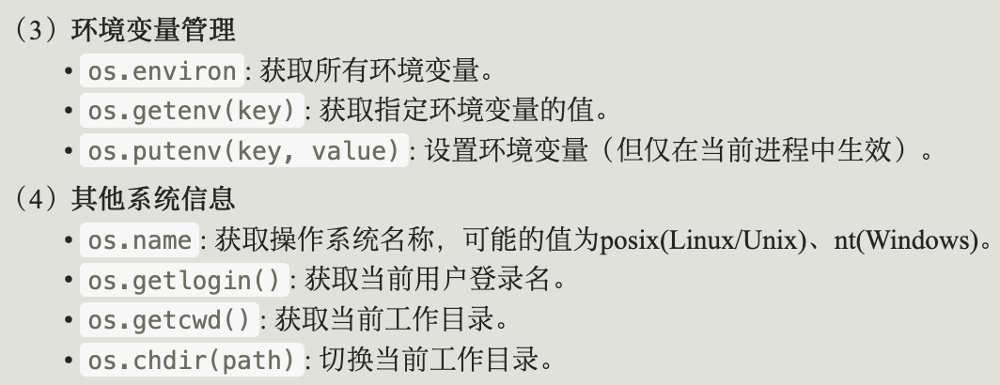 （3）环境变量管理
• os.environ: 获取所有环境变量。
• os.getenv(key): 获取指定环境变量的值。
• os.putenv(key, value): 设置环境变量（但仅在当前进程中生效）。
（4）其他系统信息
• os.name: 获取操作系统名称，可能的值为posix(Linux/Unix)、nt(Windows)。
• os.getlogin(): 获取当前用户登录名。
• os.getcwd(): 获取当前工作目录。
• os.chdir(path): 切换当前工作目录。